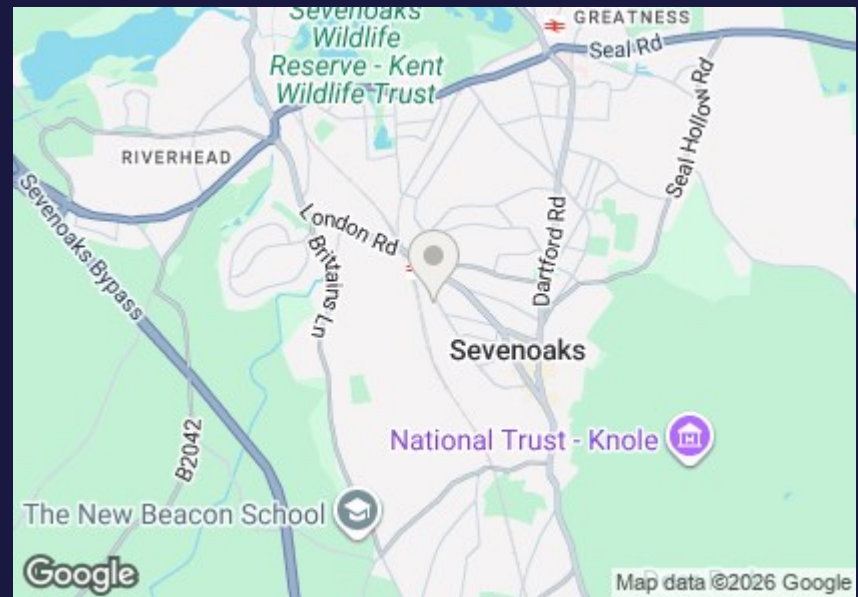 Sevenoaks
Wildlife
Reserve - Kent
Wildlife Trust
GREATNESS
Seal Rd
RIVERHEAD
Seal Hollow Rd
Sevenoaks Bypass
London Rd
Brittains Ln
Dartford Rd
Sevenoaks
B2042
National Trust - Knole
The New Beacon School
Google
Map data ©2026 Google